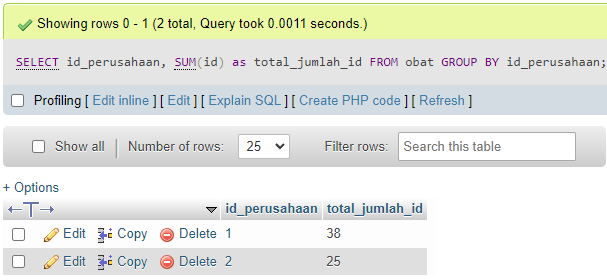 Showing rows 0 - 1 (2 total, Query took 0.0011 seconds.)
SELECT id_perusahaan, SUM(id) as total_jumlah_id FROM obat GROUP BY id_perusahaan;
Profiling [ Edit inline ] [ Edit ] [ Explain SQL ] [ Create PHP code ] [ Refresh ]
Show all Number of rows: 25 Filter rows: Search this table
+ Options
←T→ id_perusahaan total_jumlah_id
Edit Copy Delete 1 38
Edit Copy Delete 2 25